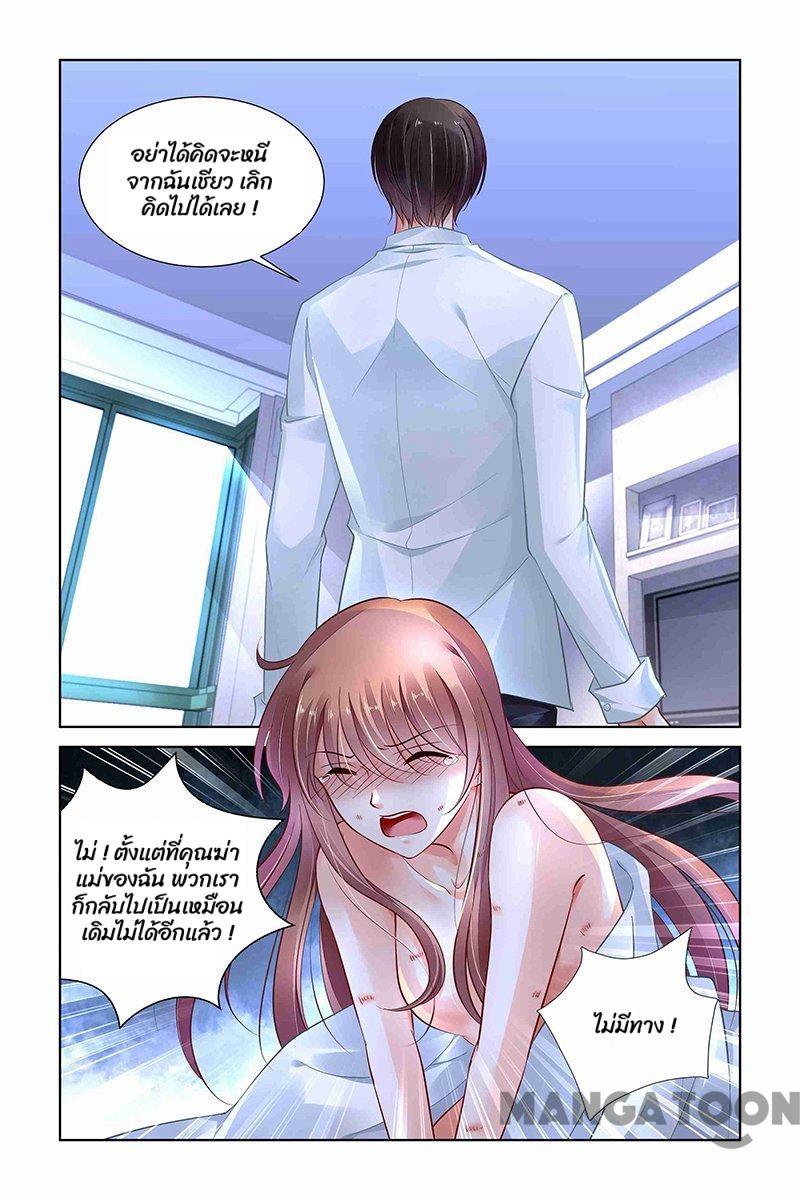 อย่าได้คิดจะหนี
จากฉันเชียว เลิก
คิดไปได้เลย !
ไม่ ! ตั้งแต่ที่คุณฆ่า
แม่ของฉัน พวกเรา
ก็กลับไปเป็นเหมือน
เดิมไม่ได้อีกแล้ว !
ไม่มีทาง !
MANGATOON